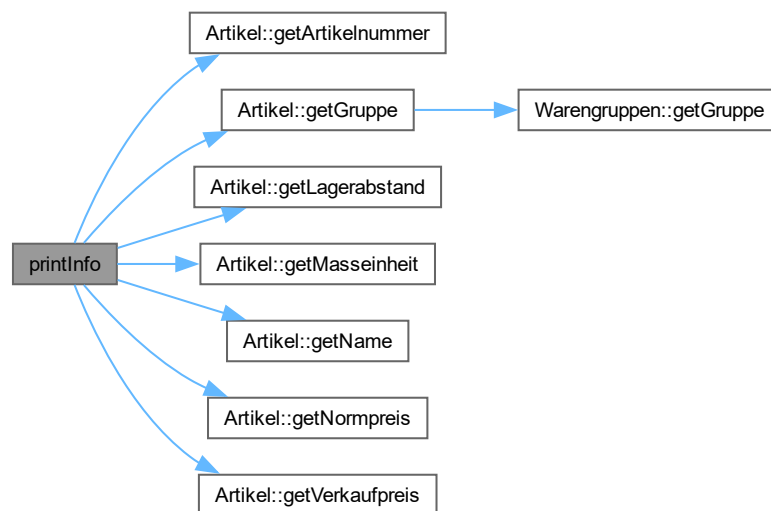 Artikel::getArtikelnummer
Artikel::getGruppe
Warengruppen::getGruppe
Artikel::getLagerabstand
printInfo
Artikel::getMasseinheit
Artikel::getName
Artikel::getNormpreis
Artikel::getVerkaufpreis